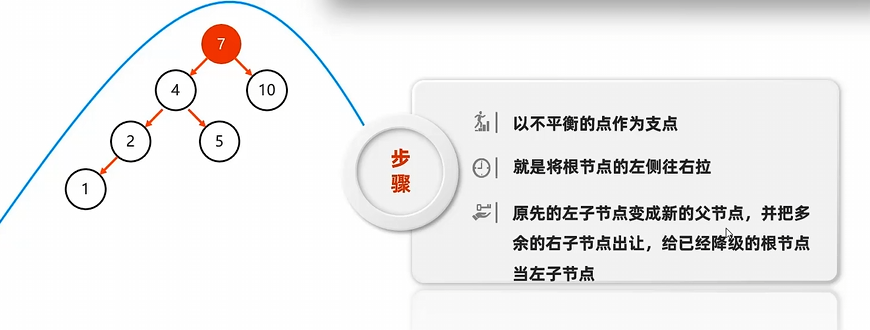 7
4
10
2
5
1
步
骤
以不平衡的点作为支点
就是将根节点的左侧往右拉
原先的左子节点变成新的父节点，并把多
余的右子节点出让，给已经降级的根节点
当左子节点